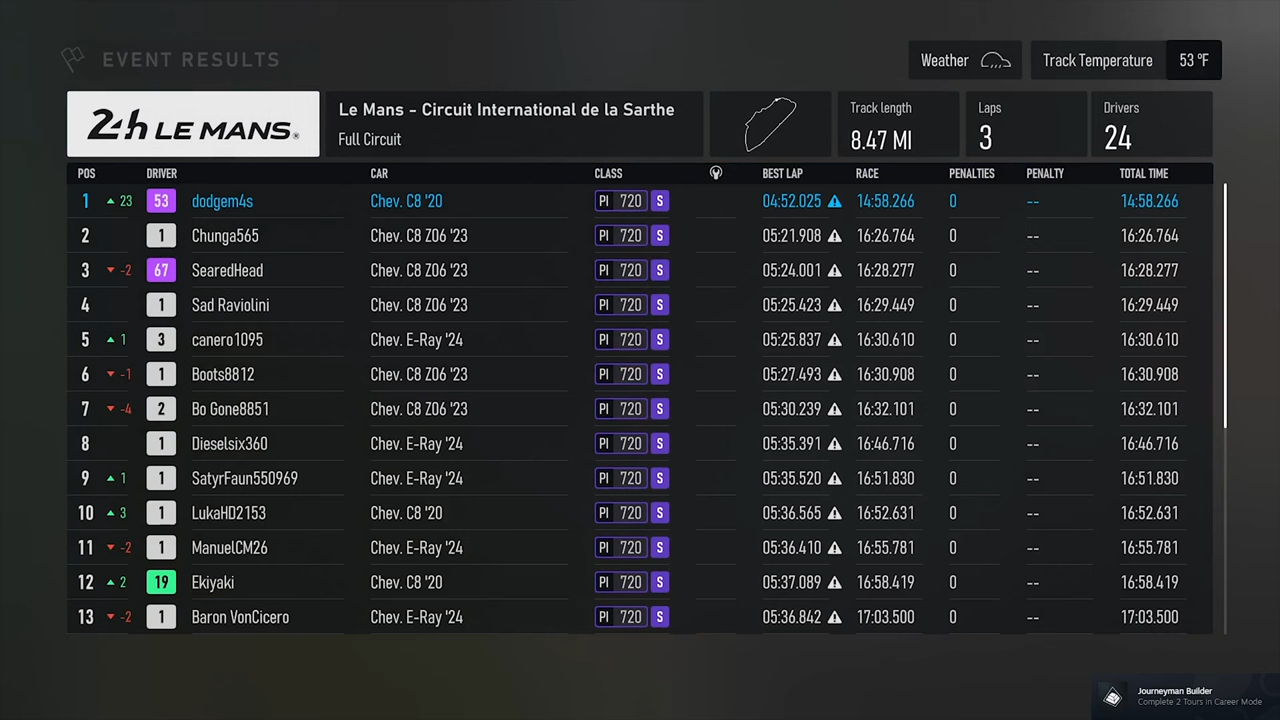 EVENT RESULTS
Weather
Track Temperature 53 °F
24h LE MANS
Le Mans - Circuit International de la Sarthe
Full Circuit
Track length
8.47 MI
Laps
3
Drivers
24
POS DRIVER CAR CLASS BEST LAP RACE PENALTIES PENALTY TOTAL TIME
1 23 53 dodgem4s Chev. C8 '20 PI 720 S 04:52.025 14:58.266 0 -- 14:58.266
2 1 Chunga565 Chev. C8 Z06 '23 PI 720 S 05:21.908 16:26.764 0 -- 16:26.764
3 -2 67 SearedHead Chev. C8 Z06 '23 PI 720 S 05:24.001 16:28.277 0 -- 16:28.277
4 1 Sad Raviolini Chev. C8 Z06 '23 PI 720 S 05:25.423 16:29.449 0 -- 16:29.449
5 1 3 canero1095 Chev. E-Ray '24 PI 720 S 05:25.837 16:30.610 0 -- 16:30.610
6 -1 1 Boots8812 Chev. C8 Z06 '23 PI 720 S 05:27.493 16:30.908 0 -- 16:30.908
7 -4 2 Bo Gone8851 Chev. C8 Z06 '23 PI 720 S 05:30.239 16:32.101 0 -- 16:32.101
8 1 Dieselsix360 Chev. E-Ray '24 PI 720 S 05:35.391 16:46.716 0 -- 16:46.716
9 1 1 SatyrFaun550969 Chev. E-Ray '24 PI 720 S 05:35.520 16:51.830 0 -- 16:51.830
10 3 1 LukaHD2153 Chev. C8 '20 PI 720 S 05:36.565 16:52.631 0 -- 16:52.631
11 -2 1 ManuelCM26 Chev. E-Ray '24 PI 720 S 05:36.410 16:55.781 0 -- 16:55.781
12 2 19 Ekiyaki Chev. C8 '20 PI 720 S 05:37.089 16:58.419 0 -- 16:58.419
13 -2 1 Baron VonCicero Chev. E-Ray '24 PI 720 S 05:36.842 17:03.500 0 -- 17:03.500
Journeyman Builder
Complete 2 Tours in Career Mode